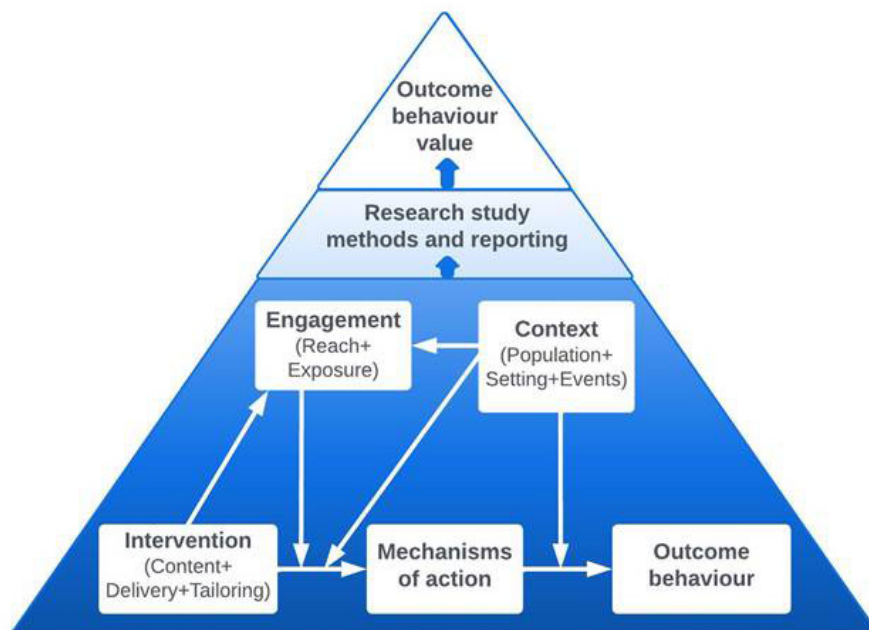 Outcome
behaviour
value
Research study
methods and reporting
Engagement
(Reach+
Exposure)
Context
(Population+
Setting+Events)
Intervention
(Content+
Delivery+Tailoring)
Mechanisms
of action
Outcome
behaviour